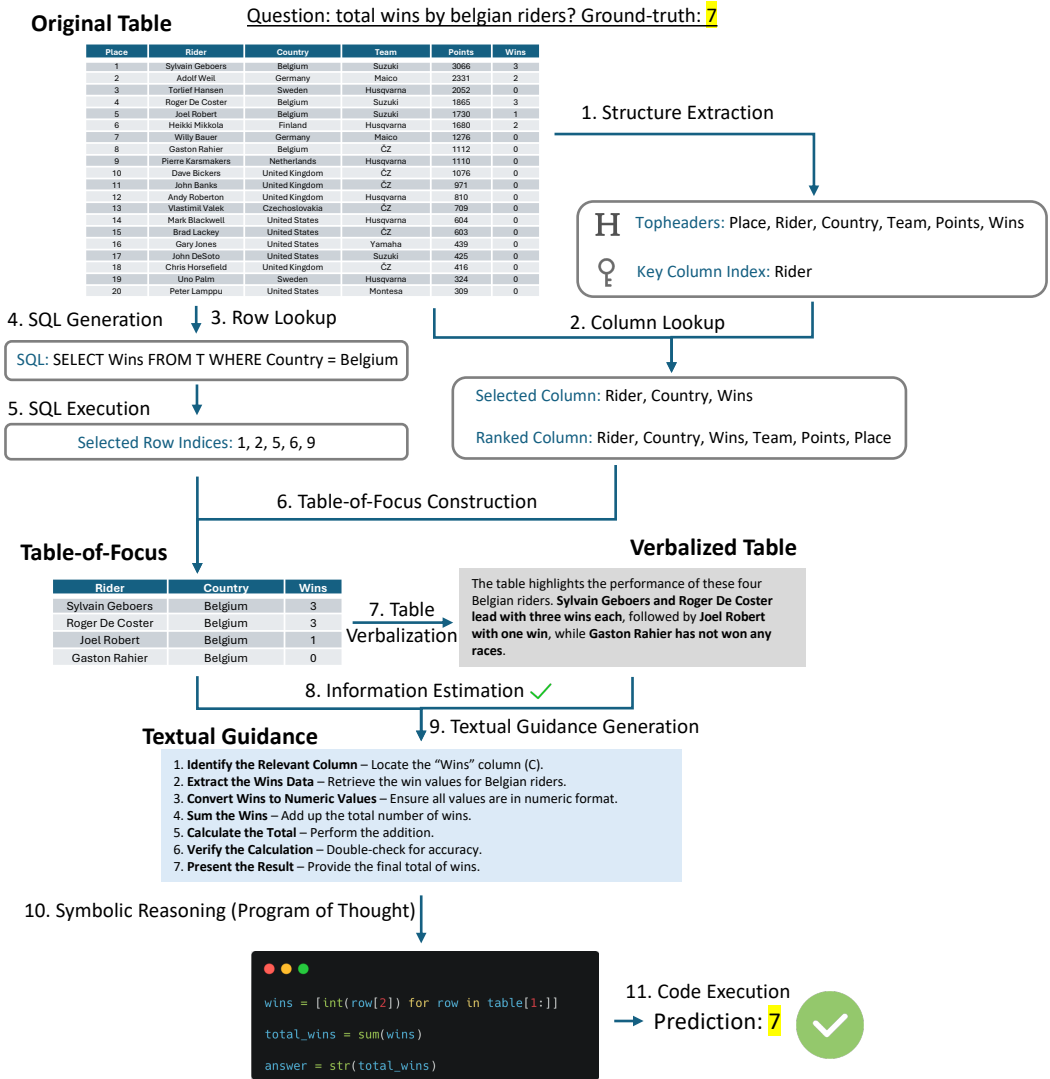 Question: total wins by belgian riders? Ground-truth: 7
Original Table
Place Rider Country Team Points Wins
1 Sylvain Geboers Belgium Suzuki 3066 3
2 Adolf Weil Germany Maico 2331 2
3 Torlief Hansen Sweden Husqvarna 2052 0
4 Roger De Coster Belgium Suzuki 1865 3
5 Joel Robert Belgium Suzuki 1730 1
6 Heikki Mikkola Finland Husqvarna 1680 2
7 Willy Bauer Germany Maico 1276 0
8 Gaston Rahier Belgium ČZ 1112 0
9 Pierre Karsmakers Netherlands Husqvarna 1110 0
10 Dave Bickers United Kingdom ČZ 1076 0
11 John Banks United Kingdom ČZ 971 0
12 Andy Roberton United Kingdom Husqvarna 810 0
13 Vlastimil Valek Czechoslovakia ČZ 709 0
14 Mark Blackwell United States Husqvarna 604 0
15 Brad Lackey United States ČZ 603 0
16 Gary Jones United States Yamaha 439 0
17 John DeSoto United States Suzuki 425 0
18 Chris Horsefield United Kingdom ČZ 416 0
19 Uno Palm Sweden Husqvarna 324 0
20 Peter Lamppu United States Montesa 309 0
1. Structure Extraction
H Topheaders: Place, Rider, Country, Team, Points, Wins
Key Column Index: Rider
4. SQL Generation
3. Row Lookup
2. Column Lookup
SQL: SELECT Wins FROM T WHERE Country = Belgium
5. SQL Execution
Selected Row Indices: 1, 2, 5, 6, 9
Selected Column: Rider, Country, Wins
Ranked Column: Rider, Country, Wins, Team, Points, Place
6. Table-of-Focus Construction
Table-of-Focus
Rider Country Wins
Sylvain Geboers Belgium 3
Roger De Coster Belgium 3
Joel Robert Belgium 1
Gaston Rahier Belgium 0
7. Table
Verbalization
Verbalized Table
The table highlights the performance of these four
Belgian riders. Sylvain Geboers and Roger De Coster
lead with three wins each, followed by Joel Robert
with one win, while Gaston Rahier has not won any
races.
8. Information Estimation
9. Textual Guidance Generation
Textual Guidance
1. Identify the Relevant Column – Locate the “Wins” column (C).
2. Extract the Wins Data – Retrieve the win values for Belgian riders.
3. Convert Wins to Numeric Values – Ensure all values are in numeric format.
4. Sum the Wins – Add up the total number of wins.
5. Calculate the Total – Perform the addition.
6. Verify the Calculation – Double-check for accuracy.
7. Present the Result – Provide the final total of wins.
10. Symbolic Reasoning (Program of Thought)
wins = [int(row[2]) for row in table[1:]]
total_wins = sum(wins)
answer = str(total_wins)
11. Code Execution
Prediction: 7